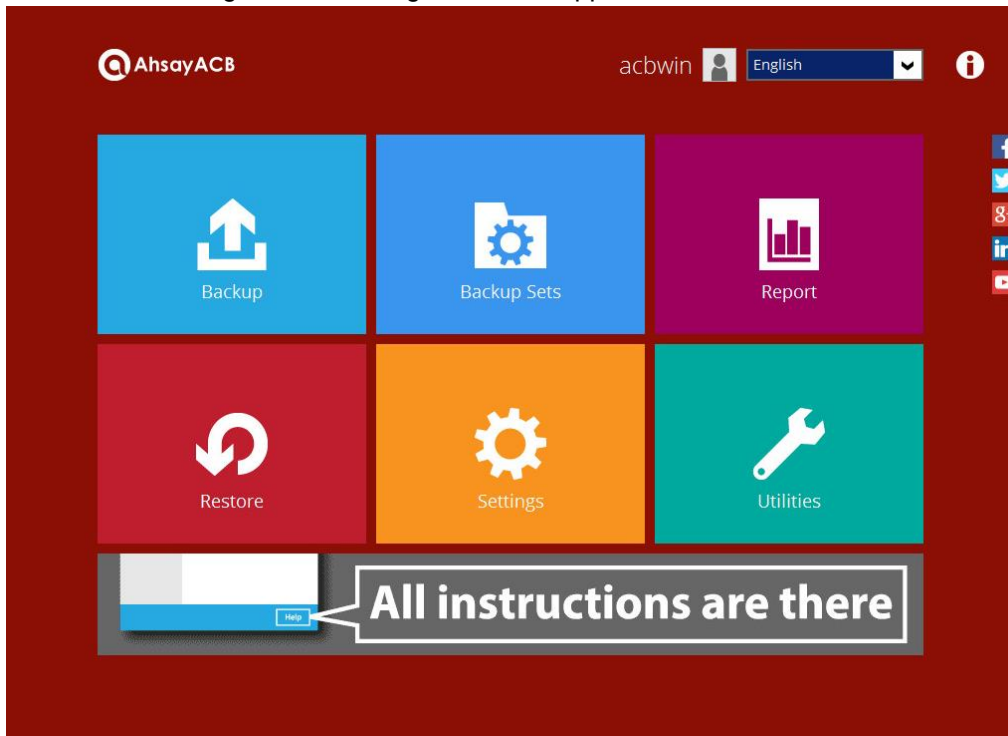 AhsayACB
acbwin English
Backup
Backup Sets
Report
Restore
Settings
Utilities
Help
All instructions are there